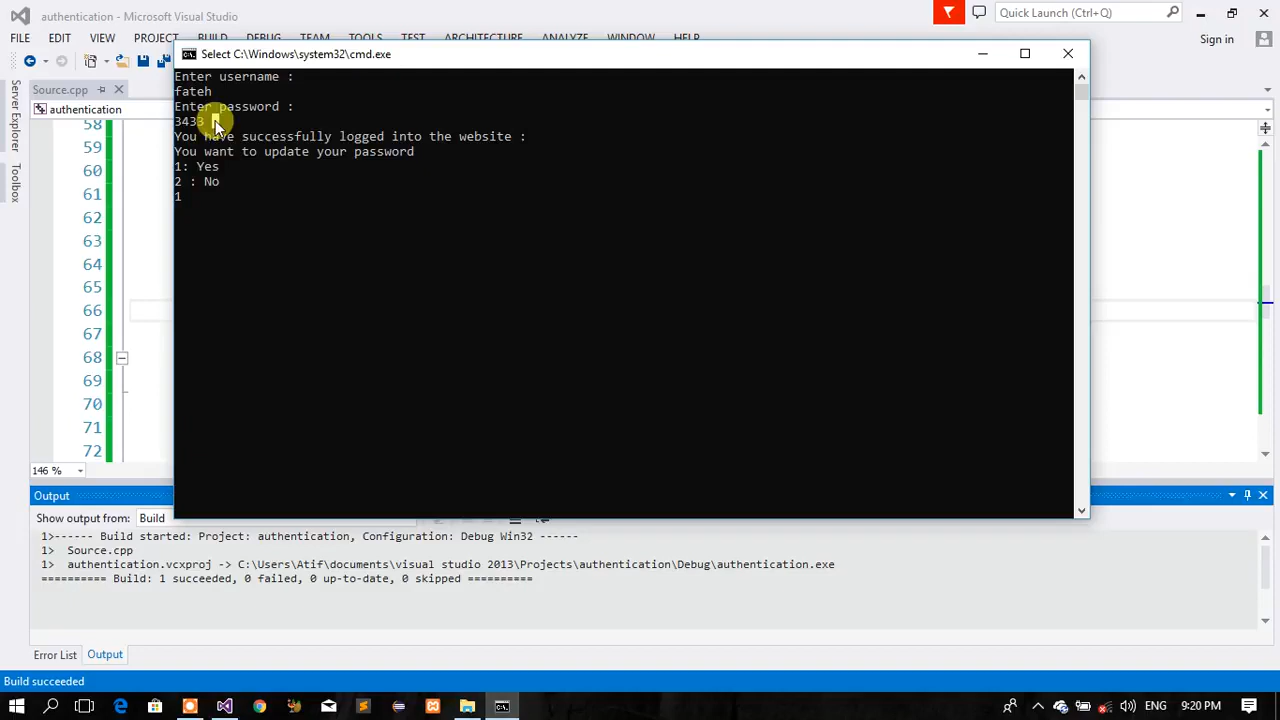 authentication - Microsoft Visual Studio
Quick Launch (Ctrl+Q)
FILE EDIT VIEW PROJECT BUILD DEBUG TEAM TOOLS TEST ARCHITECTURE ANALYZE WINDOW HELP
Sign in
Select C:\Windows\system32\cmd.exe
Source.cpp
authentication
Server Explorer
Toolbox
Enter username :
fateh
Enter password :
3433
You have successfully logged into the website :
You want to update your password
1: Yes
2 : No
1
58
59
60
61
62
63
64
65
66
67
68
69
70
71
72
146 %
Output
Show output from: Build
1>------ Build started: Project: authentication, Configuration: Debug Win32 ------
1>  Source.cpp
1>  authentication.vcxproj -> C:\Users\Atif\documents\visual studio 2013\Projects\authentication\Debug\authentication.exe
========== Build: 1 succeeded, 0 failed, 0 up-to-date, 0 skipped ==========
Error List Output
Build succeeded
9:20 PM